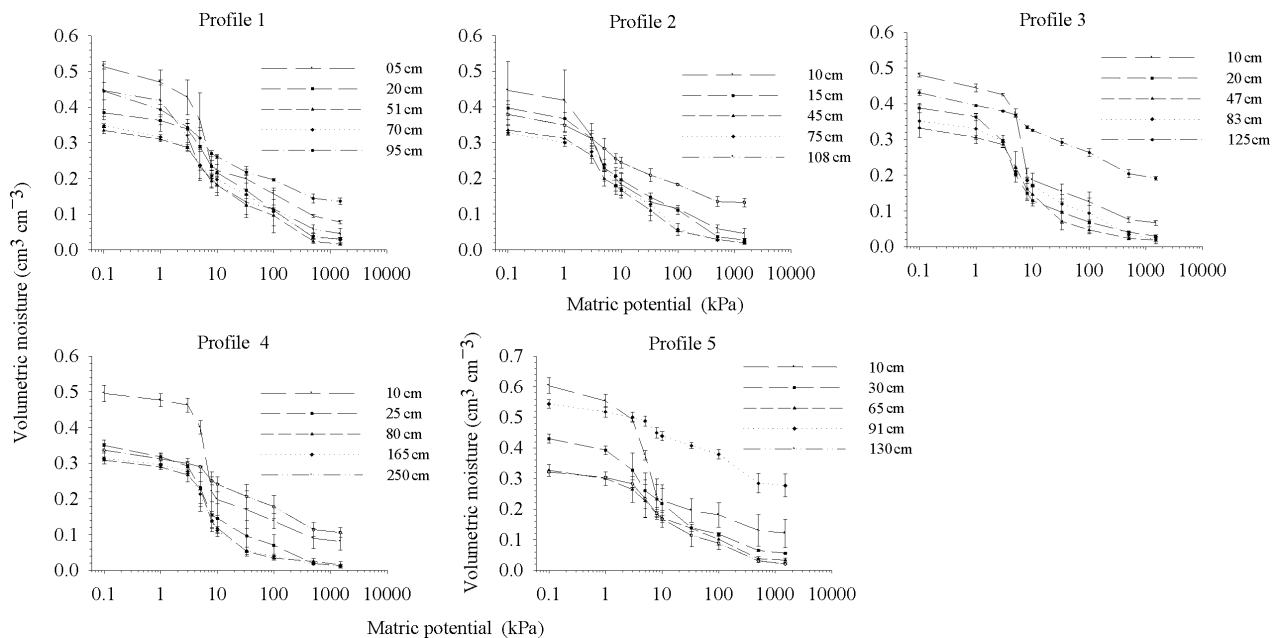 Profile 1
0.6
0.5
0.4
0.3
0.2
0.1
0.0
0.1 1 10 100 1000 10000
05 cm
20 cm
51 cm
70 cm
95 cm
Profile 2
0.6
0.5
0.4
0.3
0.2
0.1
0.0
0.1 1 10 100 1000 10000
10 cm
15 cm
45 cm
75 cm
108 cm
Matric potential (kPa)
Profile 3
0.6
0.5
0.4
0.3
0.2
0.1
0.0
0.1 1 10 100 1000 10000
10 cm
20 cm
47 cm
83 cm
125 cm
Volumetric moisture (cm³ cm⁻³)
Profile 4
0.6
0.5
0.4
0.3
0.2
0.1
0.0
0.1 1 10 100 1000 10000
10 cm
25 cm
80 cm
165 cm
250 cm
Matric potential (kPa)
Volumetric moisture (cm³ cm⁻³)
Profile 5
0.7
0.6
0.5
0.4
0.3
0.2
0.1
0.0
0.1 1 10 100 1000 10000
10 cm
30 cm
65 cm
91 cm
130 cm